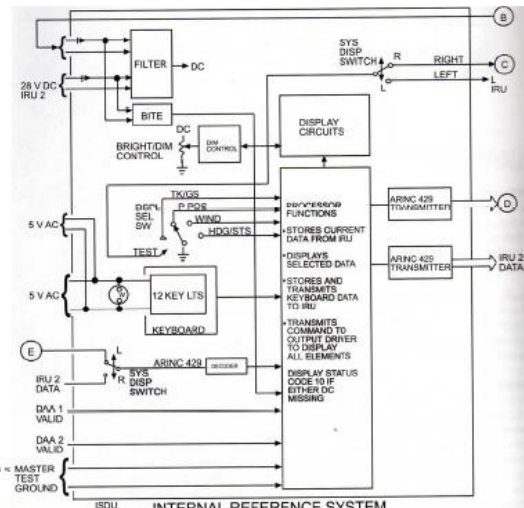 B
SYS
DISP
SWITCH
R
RIGHT
C
L
LEFT
L
IRU
FILTER
DC
28 V DC
IRU 2
BITE
DC
BRIGHT/DIM
CONTROL
DIM
CONTROL
DISPLAY
CIRCUITS
TK/GS
SEL
SW
P POS
WIND
HDG/STS
TEST
5 V AC
PROCESSOR
FUNCTIONS
*STORES CURRENT
DATA FROM IRU
*DISPLAYS
SELECTED DATA
*STORES AND
TRANSMITS
KEYBOARD DATA
TO IRU
*TRANSMITS
COMMAND TO
OUTPUT DRIVER
TO DISPLAY
ALL ELEMENTS
DISPLAY STATUS
CODE 10 IF
EITHER DC
MISSING
ARINC 429
TRANSMITTER
D
ARINC 429
TRANSMITTER
IRU 2
DATA
5 V AC
12 KEY LTS
KEYBOARD
E
L
ARINC 429
DECODER
R
SYS
DISP
SWITCH
IRU 2
DATA
DAA 1
VALID
DAA 2
VALID
MASTER
TEST
GROUND
ISDU
INTERNAL REFERENCE SYSTEM